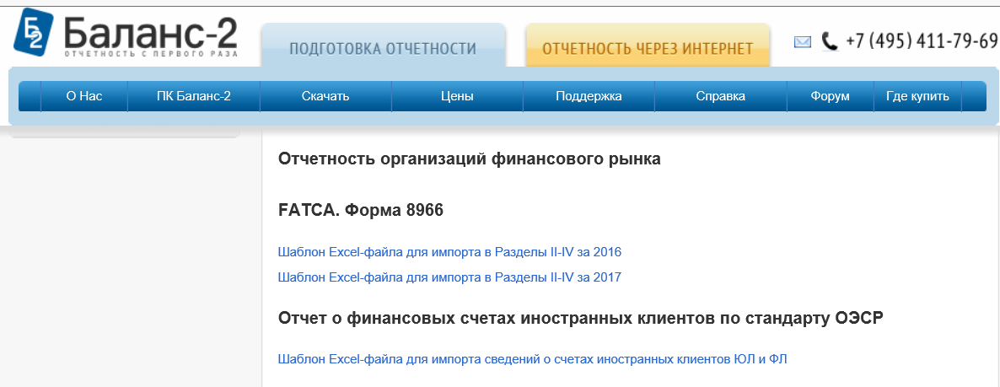 Б2 Баланс-2
ОТЧЕТНОСТЬ С ПЕРВОГО РАЗА
ПОДГОТОВКА ОТЧЕТНОСТИ
ОТЧЕТНОСТЬ ЧЕРЕЗ ИНТЕРНЕТ
+7 (495) 411-79-69
О Нас ПК Баланс-2 Скачать Цены Поддержка Справка Форум Где купить
Отчетность организаций финансового рынка
FATCA. Форма 8966
Шаблон Excel-файла для импорта в Разделы II-IV за 2016
Шаблон Excel-файла для импорта в Разделы II-IV за 2017
Отчет о финансовых счетах иностранных клиентов по стандарту ОЭСР
Шаблон Excel-файла для импорта сведений о счетах иностранных клиентов ЮЛ и ФЛ